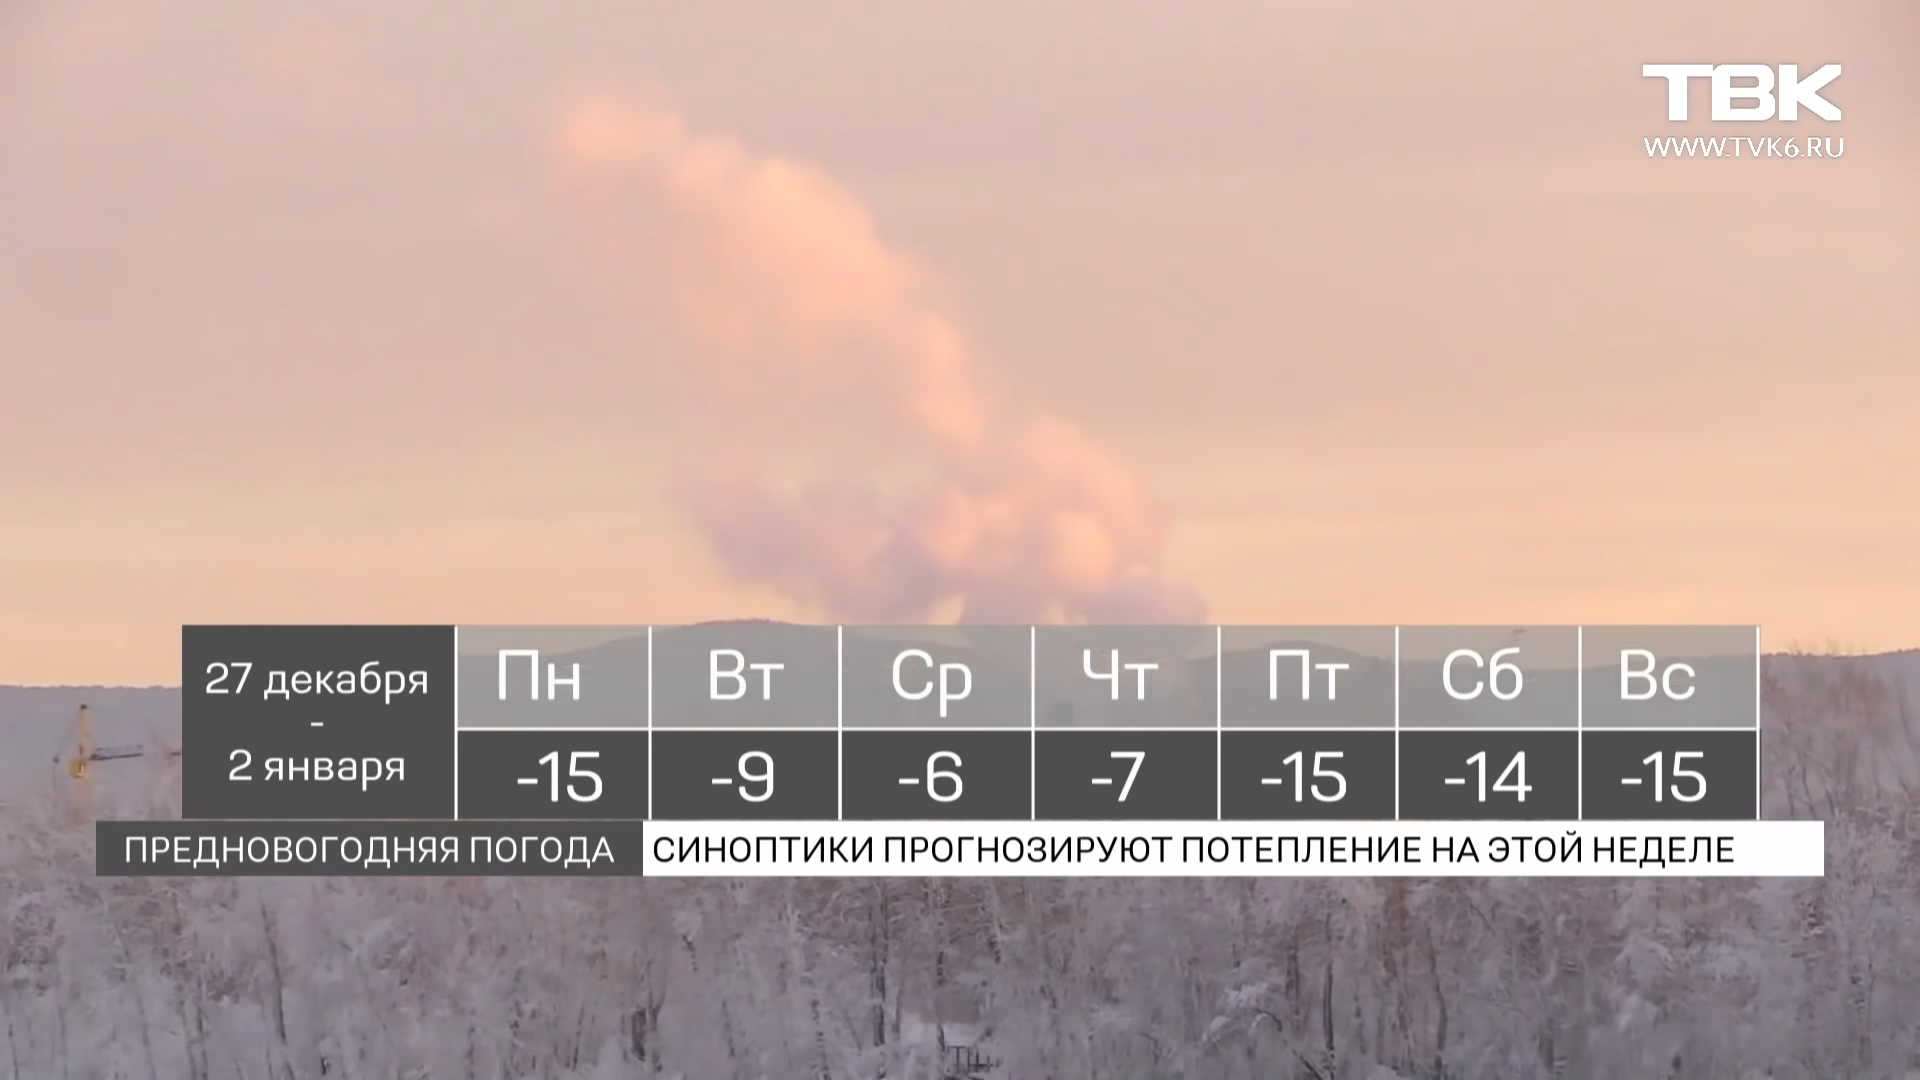 ТВК
WWW.TVK6.RU
27 декабря
-
2 января
Пн Вт Ср Чт Пт Сб Вс
-15 -9 -6 -7 -15 -14 -15
ПРЕДНОВОГОДНЯЯ ПОГОДА СИНОПТИКИ ПРОГНОЗИРУЮТ ПОТЕПЛЕНИЕ НА ЭТОЙ НЕДЕЛЕ